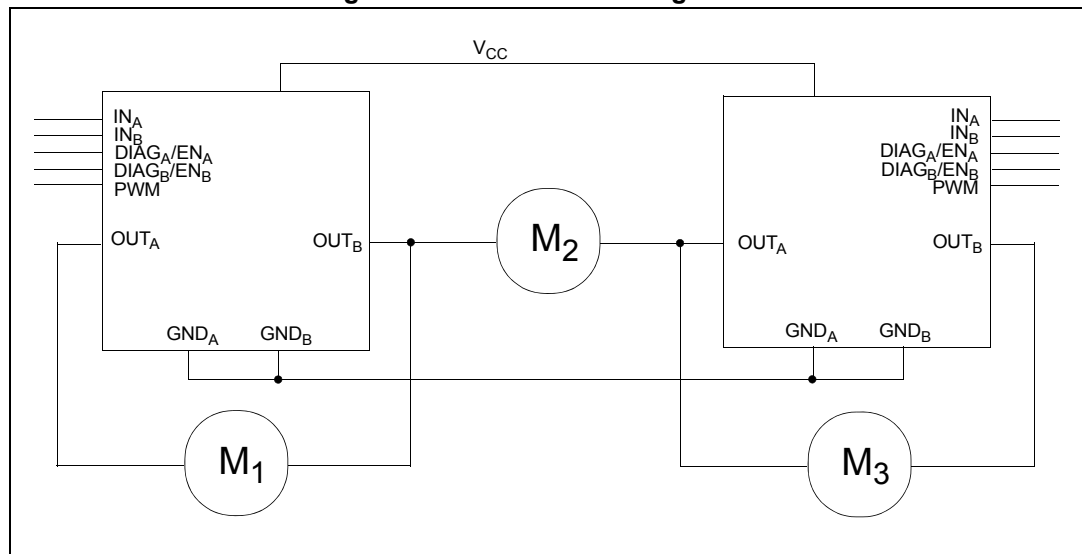 V_CC
IN_A
IN_B
DIAG_A/EN_A
DIAG_B/EN_B
PWM
OUT_A
OUT_B
GND_A GND_B
M_1
M_2
IN_A
IN_B
DIAG_A/EN_A
DIAG_B/EN_B
PWM
OUT_A
OUT_B
GND_A GND_B
M_3